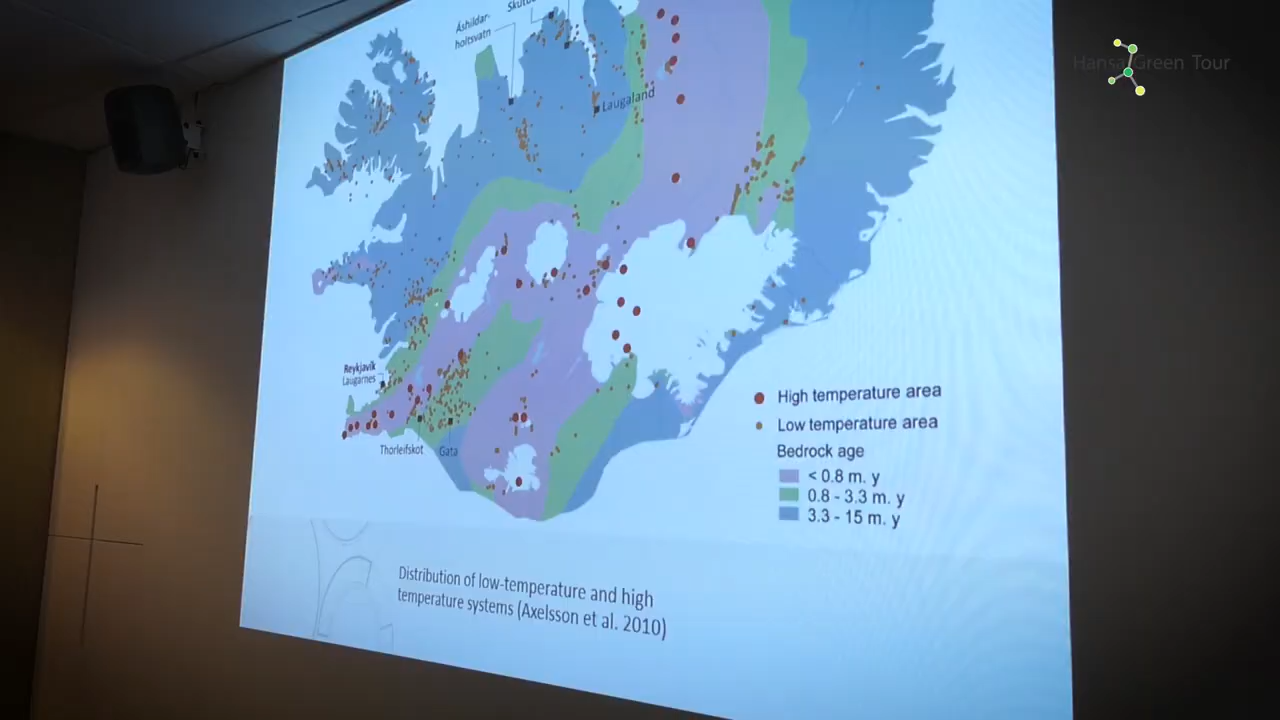 Áshildar-
holtsvatn
Laugaland
Hansa Green Tour
Reykjavík
Laugarnes
Thorleifskot
Gata
High temperature area
Low temperature area
Bedrock age
< 0.8 m. y
0.8 - 3.3 m. y
3.3 - 15 m. y
Distribution of low-temperature and high
temperature systems (Axelsson et al. 2010)